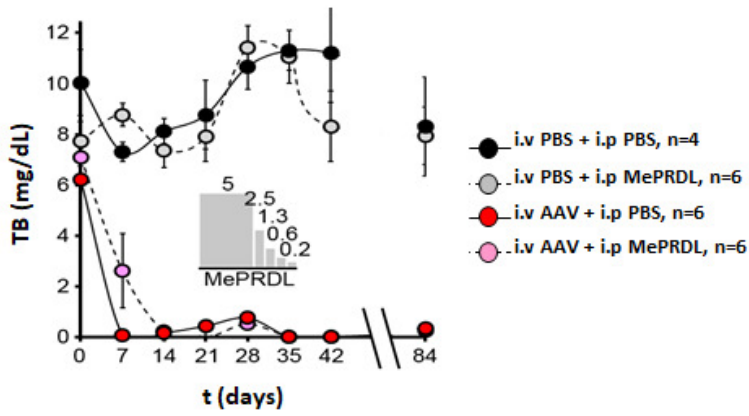 12
10
8
6
4
2
0
TB (mg/dL)
5
2.5
1.3
0.6
0.2
MePRDL
0 7 14 21 28 35 42 84
t (days)
i.v PBS + i.p PBS, n=4
i.v PBS + i.p MePRDL, n=6
i.v AAV + i.p PBS, n=6
i.v AAV + i.p MePRDL, n=6